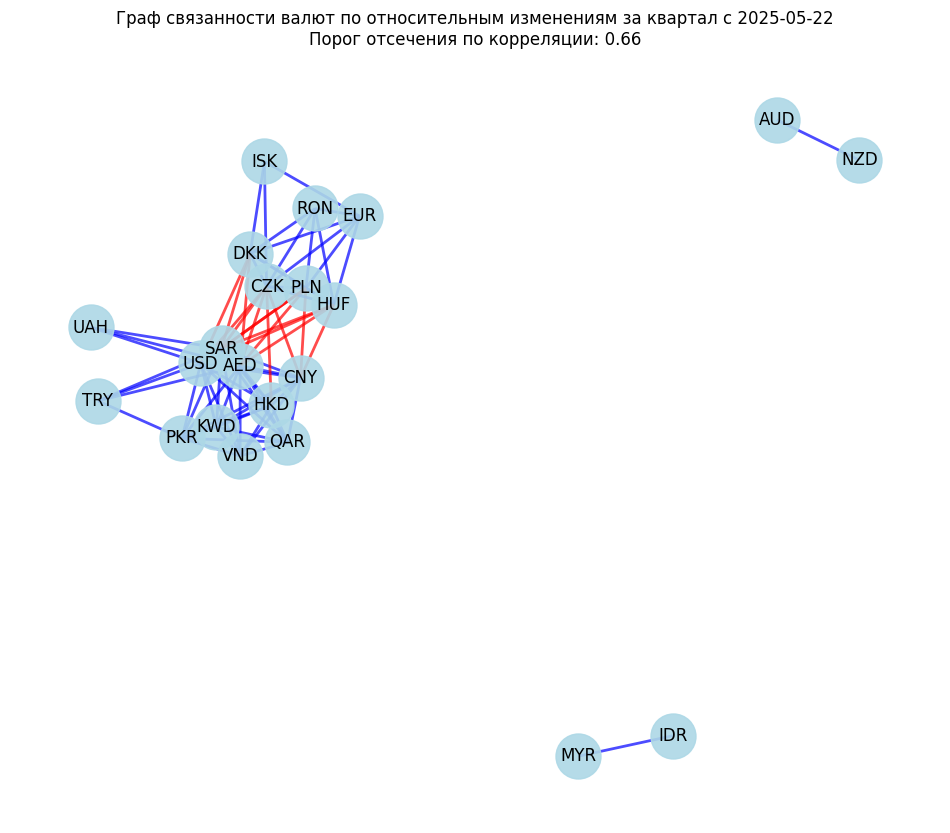 Граф связанности валют по относительным изменениям за квартал с 2025-05-22
Порог отсечения по корреляции: 0.66
AUD
NZD
ISK
RON
EUR
DKK
CZK
PLN
HUF
UAH
SAR
USD
AED
CNY
TRY
HKD
KWD
PKR
QAR
VND
IDR
MYR